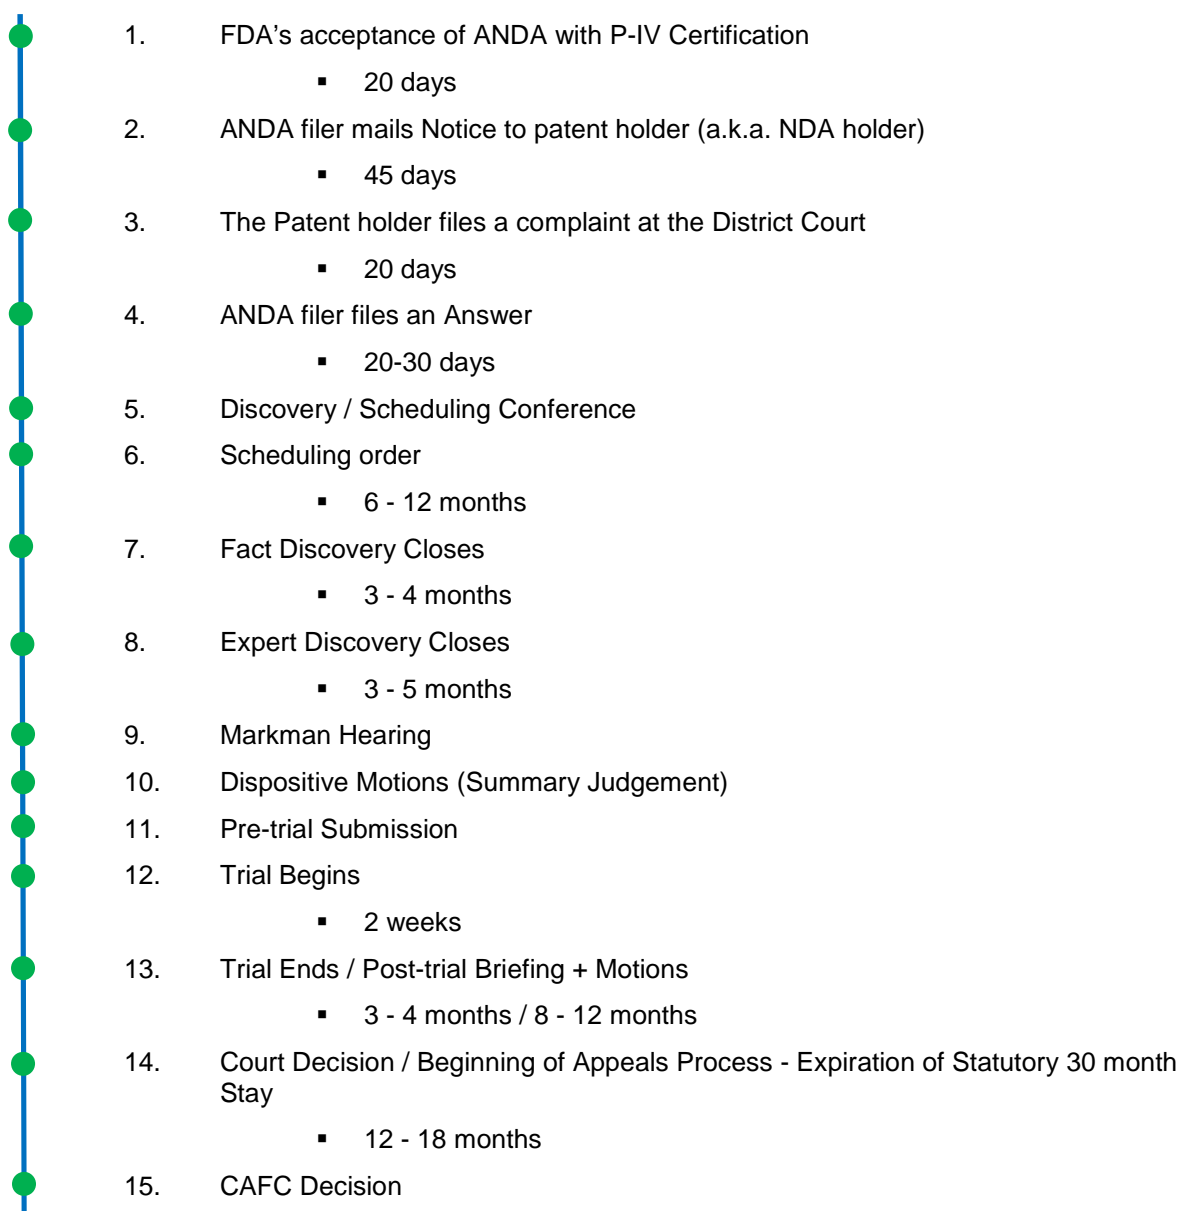 1. FDA’s acceptance of ANDA with P-IV Certification
▪ 20 days
2. ANDA filer mails Notice to patent holder (a.k.a. NDA holder)
▪ 45 days
3. The Patent holder files a complaint at the District Court
▪ 20 days
4. ANDA filer files an Answer
▪ 20-30 days
5. Discovery / Scheduling Conference
6. Scheduling order
▪ 6 - 12 months
7. Fact Discovery Closes
▪ 3 - 4 months
8. Expert Discovery Closes
▪ 3 - 5 months
9. Markman Hearing
10. Dispositive Motions (Summary Judgement)
11. Pre-trial Submission
12. Trial Begins
▪ 2 weeks
13. Trial Ends / Post-trial Briefing + Motions
▪ 3 - 4 months / 8 - 12 months
14. Court Decision / Beginning of Appeals Process - Expiration of Statutory 30 month
Stay
▪ 12 - 18 months
15. CAFC Decision